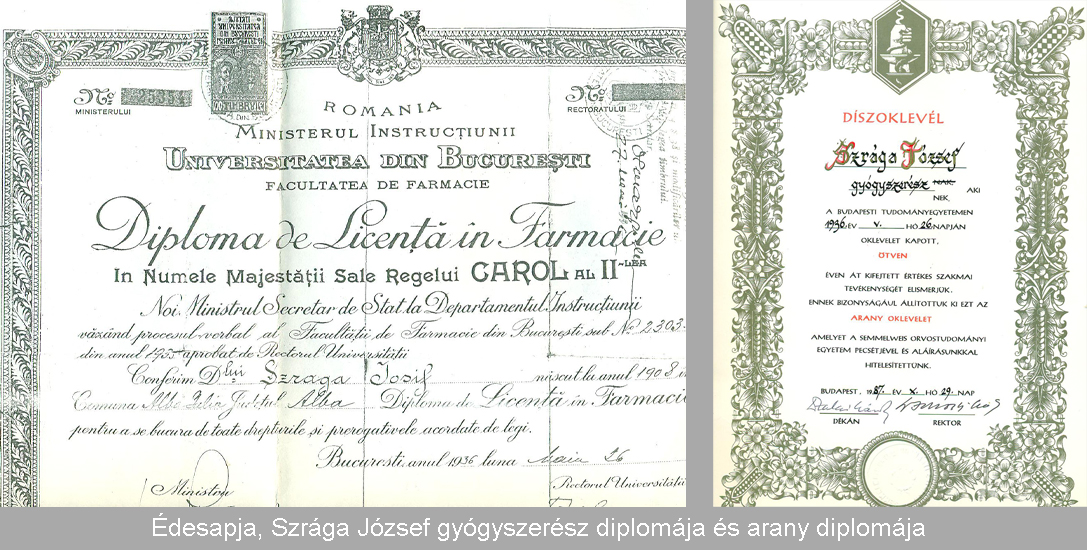 No
MINISTERULUI
No
RECTORATULUI
ROMANIA
MINISTERUL INSTRUCȚIUNII
UNIVERSITATEA DIN BUCUREȘTI
FACULTATEA DE FARMACIE
Diploma de Licență în Farmacie
In Numele Majestății Sale Regelui CAROL AL II-LEA
Noi, Ministrul Secretar de Stat la Departamentul Instrucțiunii
văzând procesul-verbal al Facultății de Farmacie din București sub No 2303
din anul 1935 aprobat de Rectorul Universității
Conferim Dlui Szraga Iosif născut la anul 1908
Comuna Alba Iulia Județul Alba Diploma de Licență în Farmacie
pentru a se bucura de toate drepturile și prerogativele acordate de legi.
București, anul 1936 luna Maiu 26
Ministru
Rectorul Universității
DÍSZOKLEVÉL
Szrága József
gyógyszerész AKI
NEK,
A BUDAPESTI TUDOMÁNYEGYETEMEN
1936 ÉV V. HÓ 26 NAPJÁN
OKLEVELET KAPOTT,
ÖTVEN
ÉVEN ÁT KIFEJTETT ÉRTÉKES SZAKMAI
TEVÉKENYSÉGÉT ELISMERJÜK.
ENNEK BIZONYSÁGÁUL ÁLLÍTOTTUK KI EZT AZ
ARANY OKLEVELET
AMELYET A SEMMELWEIS ORVOSTUDOMÁNYI
EGYETEM PECSÉTJÉVEL ÉS ALÁÍRÁSUNKKAL
HITELESÍTETTÜNK.
BUDAPEST, 1987. ÉV X. HÓ 29. NAP
DÉKÁN
REKTOR
Édesapja, Szrága József gyógyszerész diplomája és arany diplomája